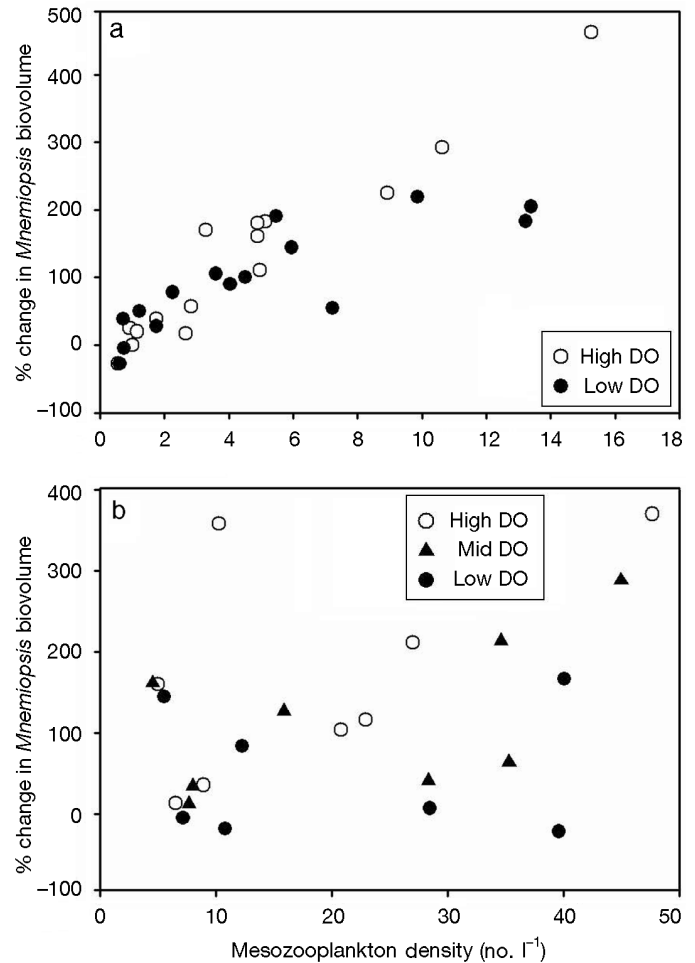 a
500
400
300
200
100
0
–100
% change in Mnemiopsis biovolume
High DO
Low DO
0 2 4 6 8 10 12 14 16 18
b
400
300
200
100
0
–100
% change in Mnemiopsis biovolume
High DO
Mid DO
Low DO
0 10 20 30 40 50
Mesozooplankton density (no. l⁻¹)